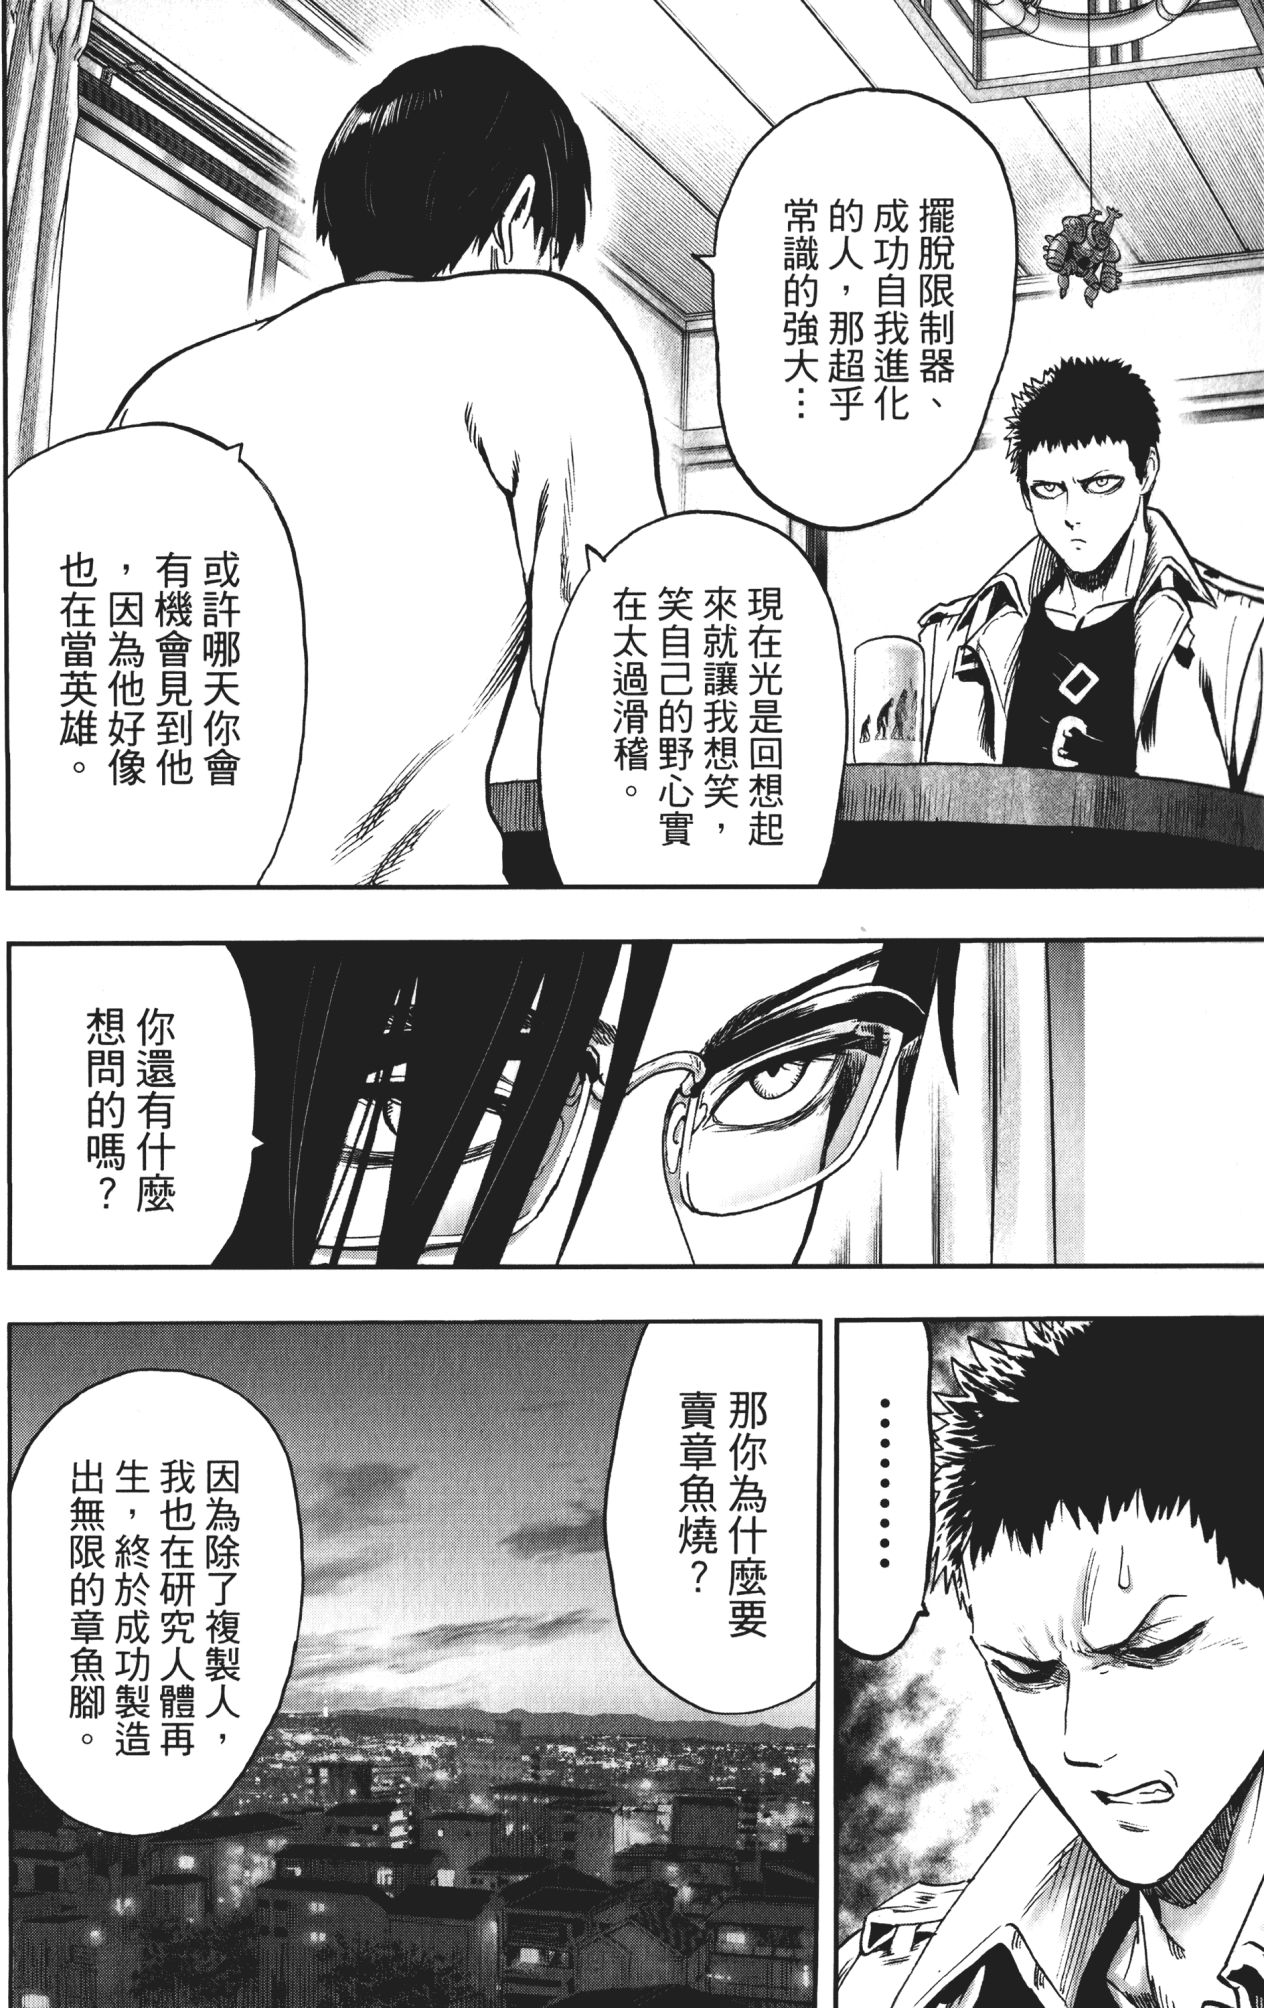 擺脫限制器、
成功自我進化
的人，那超乎
常識的強大…
現在光是回想起
來就讓我想笑，
笑自己的野心實
在太過滑稽。
或許哪天你會
有機會見到他
，因為他好像
也在當英雄。
你還有什麼
想問的嗎？
………
那你為什麼要
賣章魚燒？
因為除了複製人，
我也在研究人體再
生，終於成功製造
出無限的章魚腳。